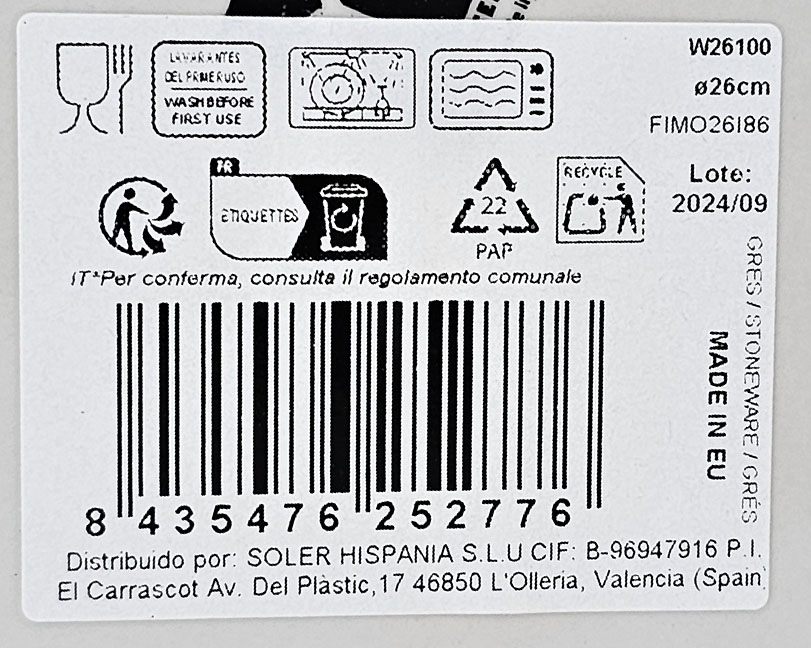 W26100
ø26cm
FIMO26I86
LAVAR ANTES
DEL PRIMER USO
WASH BEFORE
FIRST USE
FR
ETIQUETTES
22
PAP
RECYCLE
Lote:
2024/09
IT*Per conferma, consulta il regolamento comunale
GRES / STONEWARE / GRÉS
MADE IN EU
8 435476 252776
Distribuido por: SOLER HISPANIA S.L.U CIF: B-96947916 P.I.
El Carrascot Av. Del Plàstic,17 46850 L'Olleria, Valencia (Spain